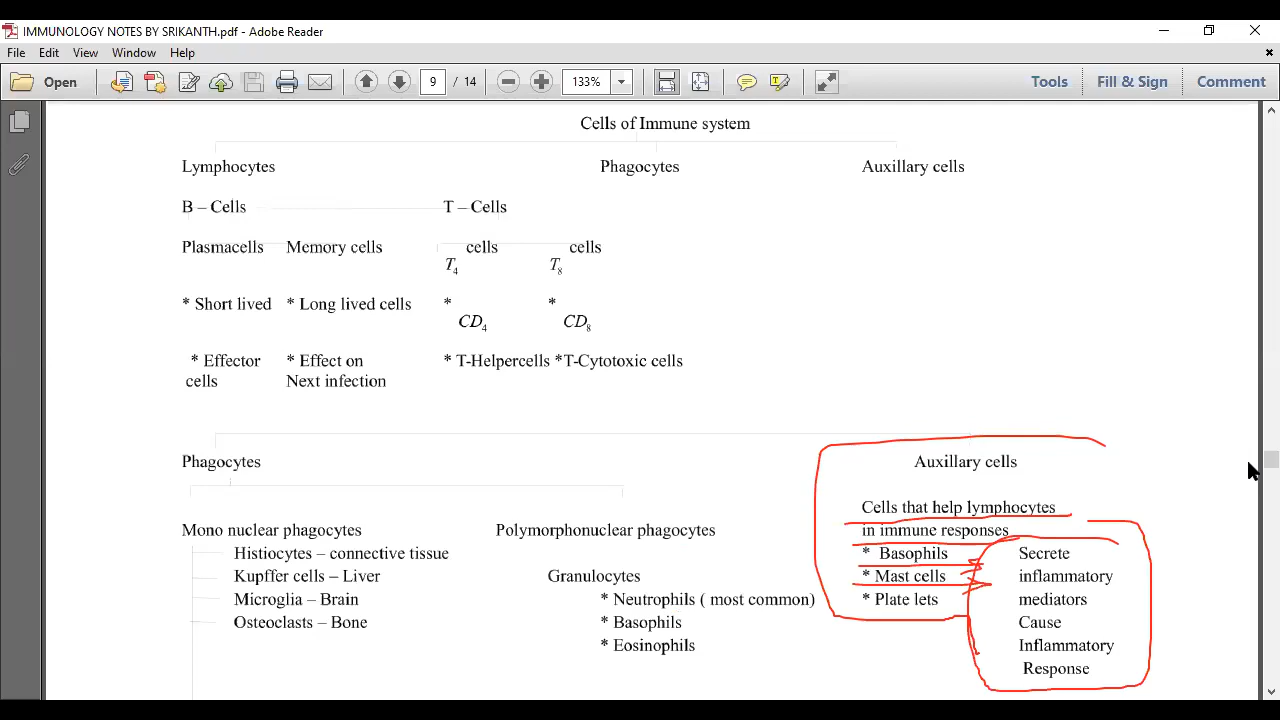 IMMUNOLOGY NOTES BY SRIKANTH.pdf - Adobe Reader
File Edit View Window Help
Open 9 / 14 133% Tools Fill & Sign Comment
Cells of Immune system
Lymphocytes Phagocytes Auxillary cells
B – Cells T – Cells
Plasmacells Memory cells T4 cells T8 cells
* Short lived * Long lived cells * CD4 * CD8
* Effector * Effect on * T-Helpercells *T-Cytotoxic cells
cells Next infection
Phagocytes Auxillary cells
Cells that help lymphocytes
Mono nuclear phagocytes Polymorphonuclear phagocytes in immune responses
Histiocytes – connective tissue * Basophils Secrete
Kupffer cells – Liver Granulocytes * Mast cells inflammatory
Microglia – Brain * Neutrophils ( most common) * Plate lets mediators
Osteoclasts – Bone * Basophils Cause
* Eosinophils Inflammatory
Response